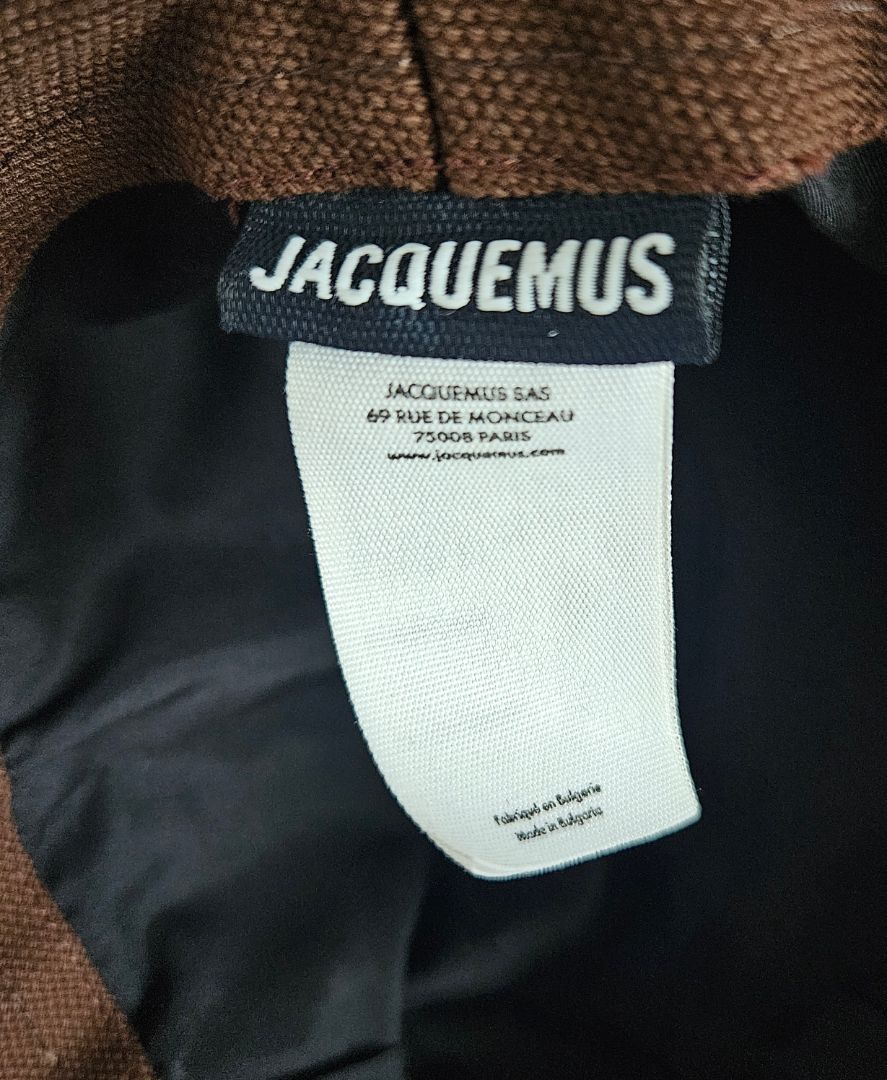 JACQUEMUS
JACQUEMUS SAS
69 RUE DE MONCEAU
75008 PARIS
www.jacquemus.com
Fabriqué en Bulgarie
Made in Bulgaria